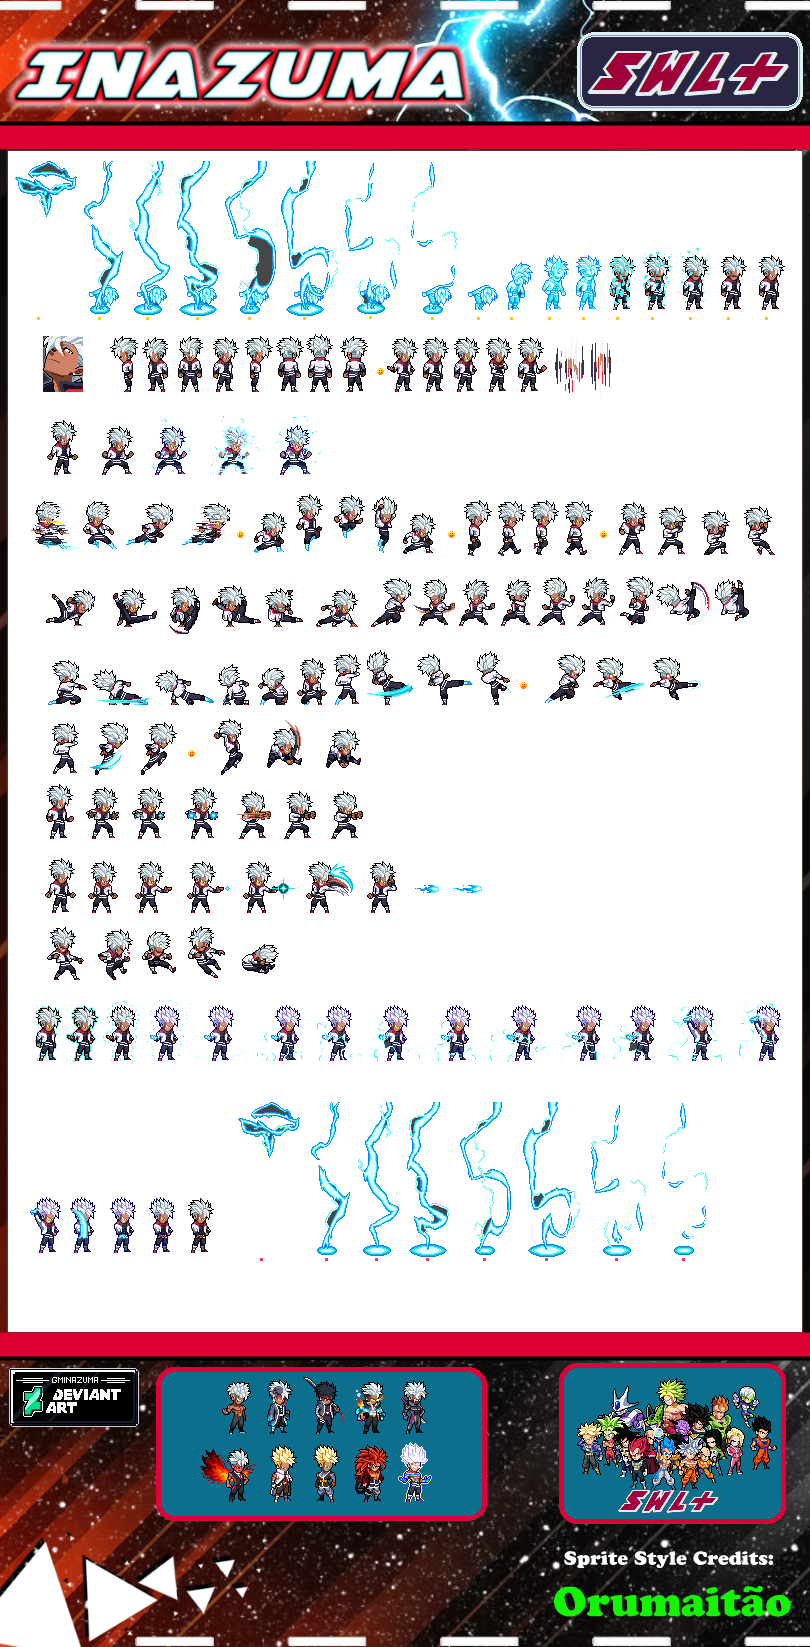 INAZUMA
SWL+
GMINAZUMA
DEVIANT
ART
SWL+
Sprite Style Credits:
Orumaitão